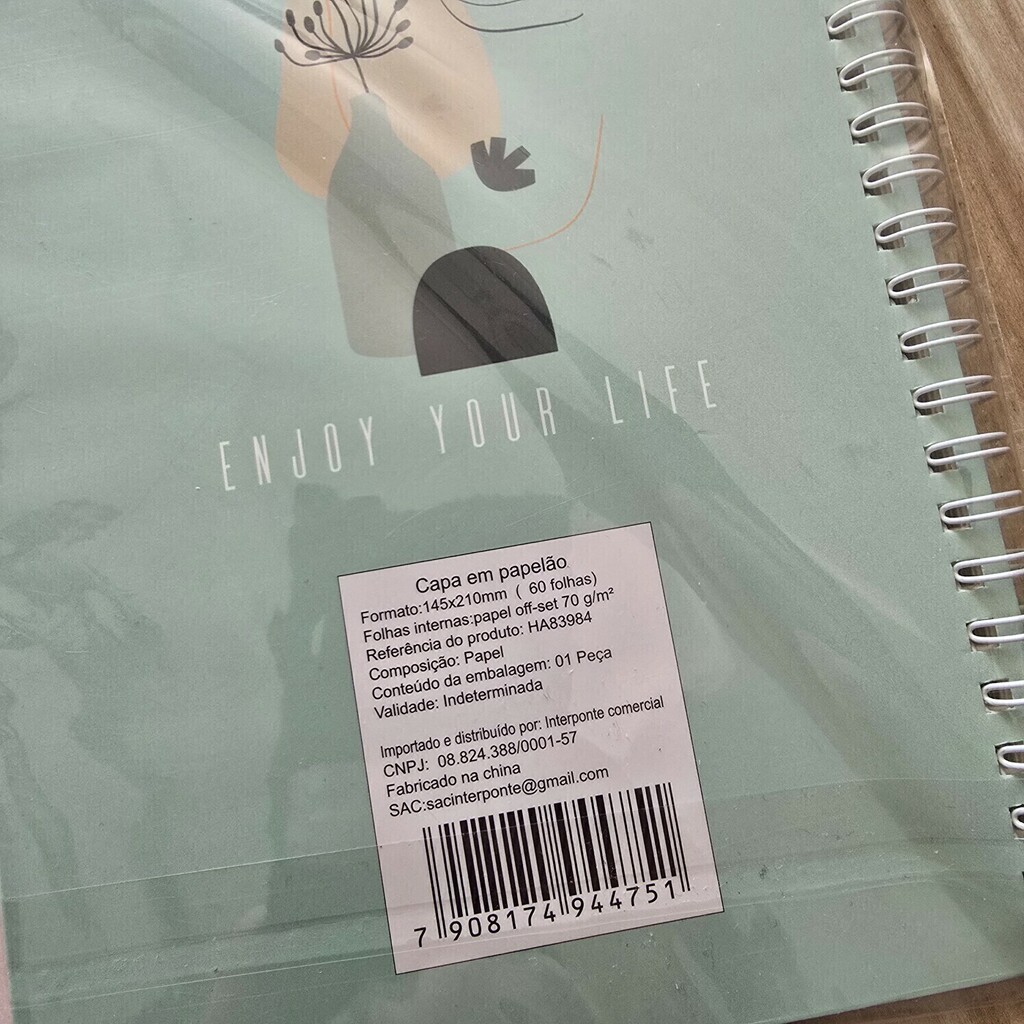 ENJOY YOUR LIFE
Capa em papelão
Formato:145x210mm ( 60 folhas)
Folhas internas:papel off-set 70 g/m²
Referência do produto: HA83984
Composição: Papel
Conteúdo da embalagem: 01 Peça
Validade: Indeterminada
Importado e distribuído por: Interponte comercial
CNPJ: 08.824.388/0001-57
Fabricado na china
SAC:sacinterponte@gmail.com
7 908174 944751